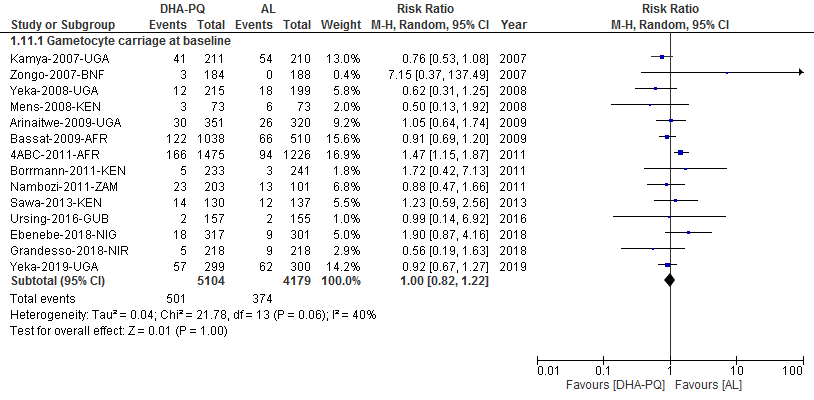 DHA-PQ AL Risk Ratio Risk Ratio
Study or Subgroup Events Total Events Total Weight M-H, Random, 95% CI Year M-H, Random, 95% CI
1.11.1 Gametocyte carriage at baseline
Kamya-2007-UGA 41 211 54 210 13.0% 0.76 [0.53, 1.08] 2007
Zongo-2007-BNF 3 184 0 188 0.4% 7.15 [0.37, 137.49] 2007
Yeka-2008-UGA 12 215 18 199 5.8% 0.62 [0.31, 1.25] 2008
Mens-2008-KEN 3 73 6 73 2.1% 0.50 [0.13, 1.92] 2008
Arinaitwe-2009-UGA 30 351 26 320 9.1% 1.05 [0.64, 1.74] 2009
Bassat-2009-AFR 122 1038 66 510 15.6% 0.91 [0.69, 1.20] 2009
4ABC-2011-AFR 166 1475 94 1226 16.9% 1.47 [1.15, 1.87] 2011
Borrmann-2011-KEN 5 233 3 241 1.8% 1.72 [0.42, 7.13] 2011
Nambozi-2011-ZAM 23 203 13 101 6.6% 0.88 [0.47, 1.66] 2011
Sawa-2013-KEN 14 130 12 137 5.3% 1.23 [0.59, 2.56] 2013
Ursing-2016-GUB 2 157 2 155 1.0% 0.99 [0.14, 6.92] 2016
Ebenebe-2018-NIG 18 317 9 301 4.9% 1.90 [0.87, 4.16] 2018
Grandesso-2018-NIR 5 218 9 218 2.9% 0.56 [0.19, 1.63] 2018
Yeka-2019-UGA 57 299 62 300 14.2% 0.92 [0.67, 1.27] 2019
Subtotal (95% CI) 5104 4179 100.0% 1.00 [0.82, 1.22]
Total events 501 374
Heterogeneity: Tau² = 0.04; Chi² = 21.78, df = 13 (P = 0.06); I² = 40%
Test for overall effect: Z = 0.01 (P = 1.00)
0.01 0.1 1 10 100
Favours [DHA-PQ] Favours [AL]